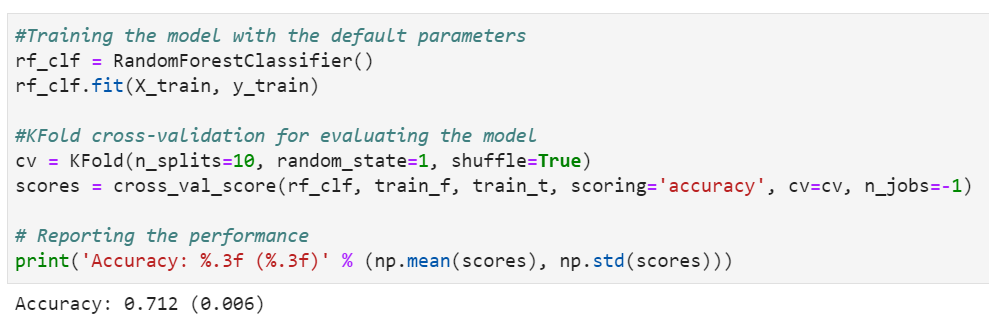 #Training the model with the default parameters
rf_clf = RandomForestClassifier()
rf_clf.fit(X_train, y_train)
#KFold cross-validation for evaluating the model
cv = KFold(n_splits=10, random_state=1, shuffle=True)
scores = cross_val_score(rf_clf, train_f, train_t, scoring='accuracy', cv=cv, n_jobs=-1)
# Reporting the performance
print('Accuracy: %.3f (%.3f)' % (np.mean(scores), np.std(scores)))
Accuracy: 0.712 (0.006)